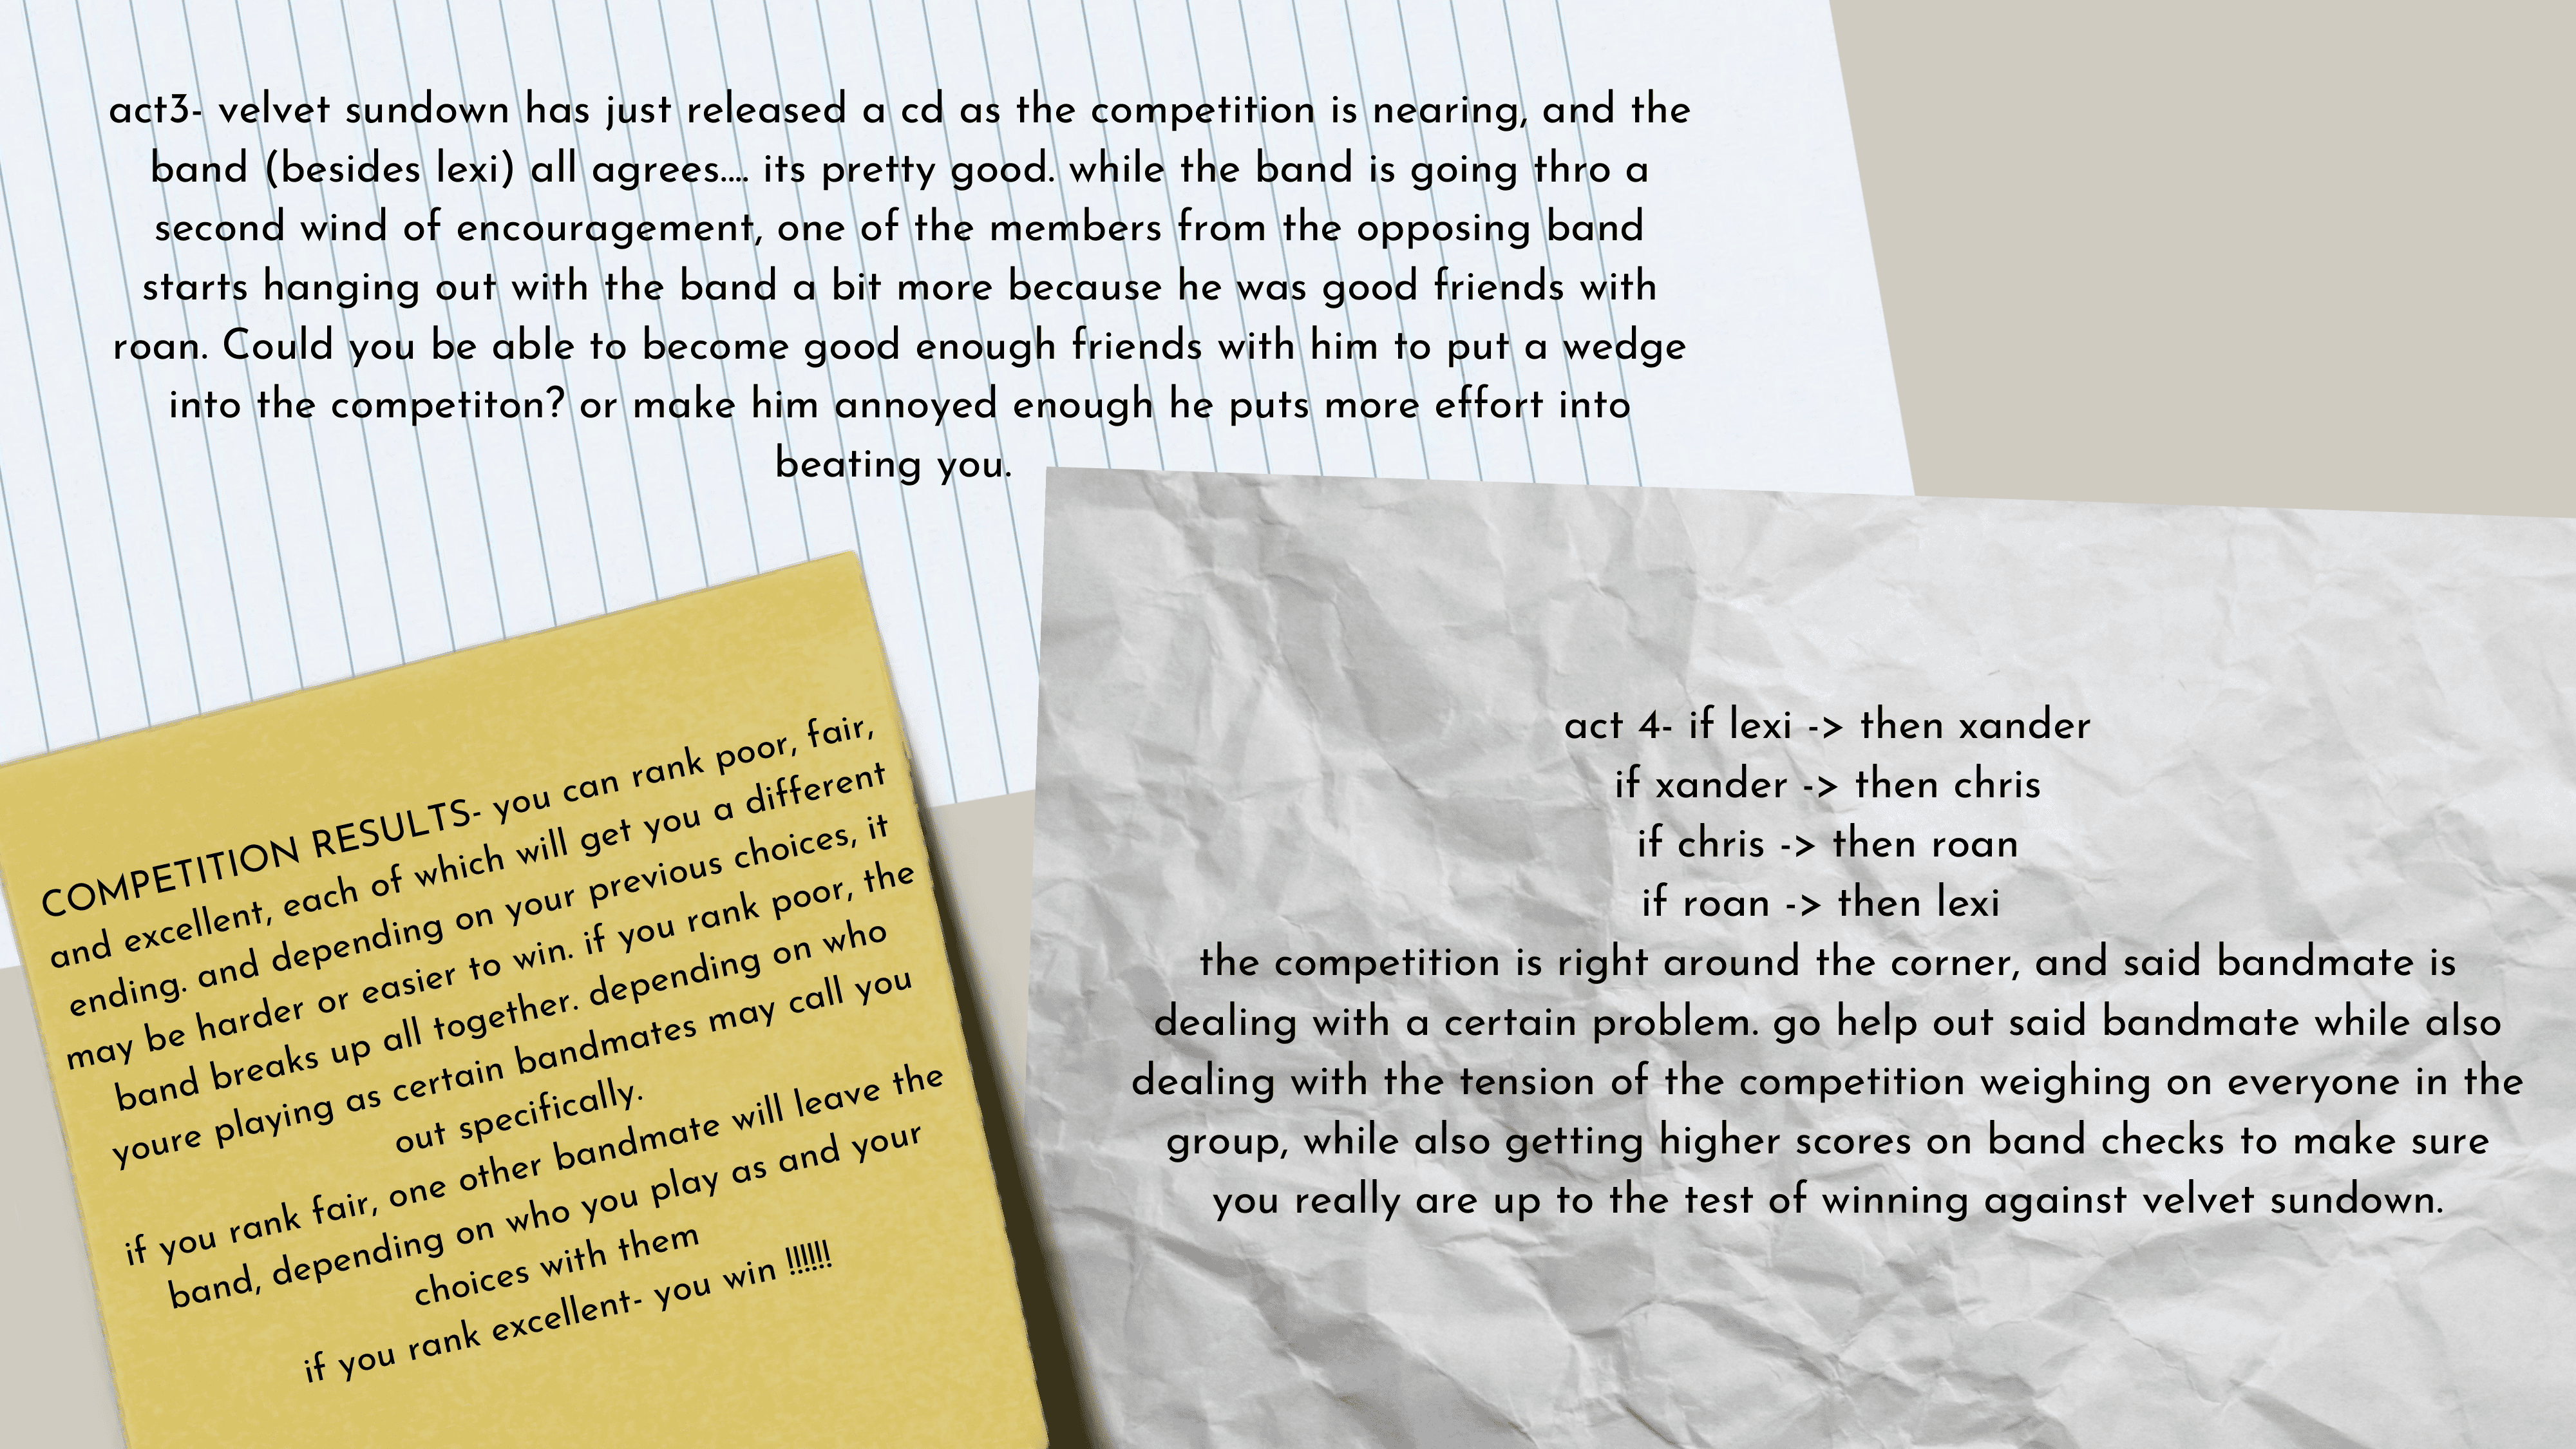 act3- velvet sundown has just released a cd as the competition is nearing, and the
band (besides lexi) all agrees.... its pretty good. while the band is going thro a
second wind of encouragement, one of the members from the opposing band
starts hanging out with the band a bit more because he was good friends with
roan. Could you be able to become good enough friends with him to put a wedge
into the competiton? or make him annoyed enough he puts more effort into
beating you.
COMPETITION RESULTS- you can rank poor, fair,
and excellent, each of which will get you a different
ending. and depending on your previous choices, it
may be harder or easier to win. if you rank poor, the
band breaks up all together. depending on who
youre playing as certain bandmates may call you
out specifically.
if you rank fair, one other bandmate will leave the
band, depending on who you play as and your
choices with them
if you rank excellent- you win !!!!!!
act 4- if lexi -> then xander
if xander -> then chris
if chris -> then roan
if roan -> then lexi
the competition is right around the corner, and said bandmate is
dealing with a certain problem. go help out said bandmate while also
dealing with the tension of the competition weighing on everyone in the
group, while also getting higher scores on band checks to make sure
you really are up to the test of winning against velvet sundown.